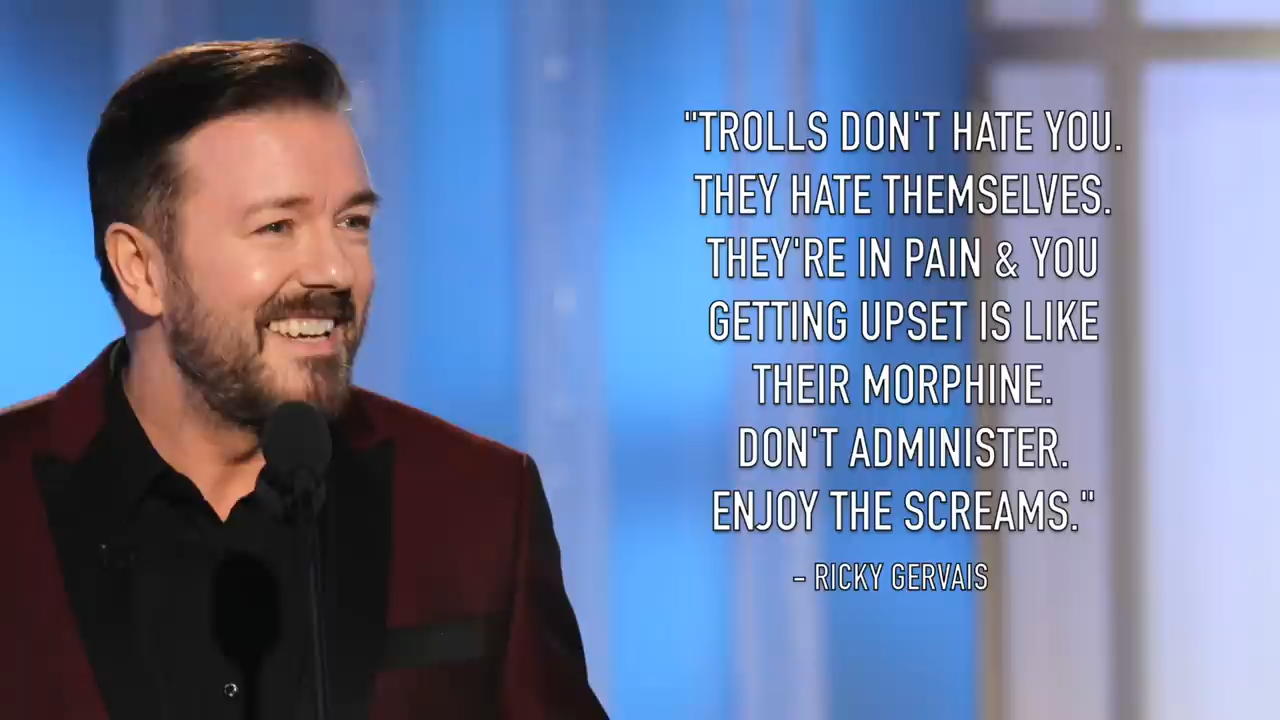 "TROLLS DON'T HATE YOU.
THEY HATE THEMSELVES.
THEY'RE IN PAIN & YOU
GETTING UPSET IS LIKE
THEIR MORPHINE.
DON'T ADMINISTER.
ENJOY THE SCREAMS."
- RICKY GERVAIS